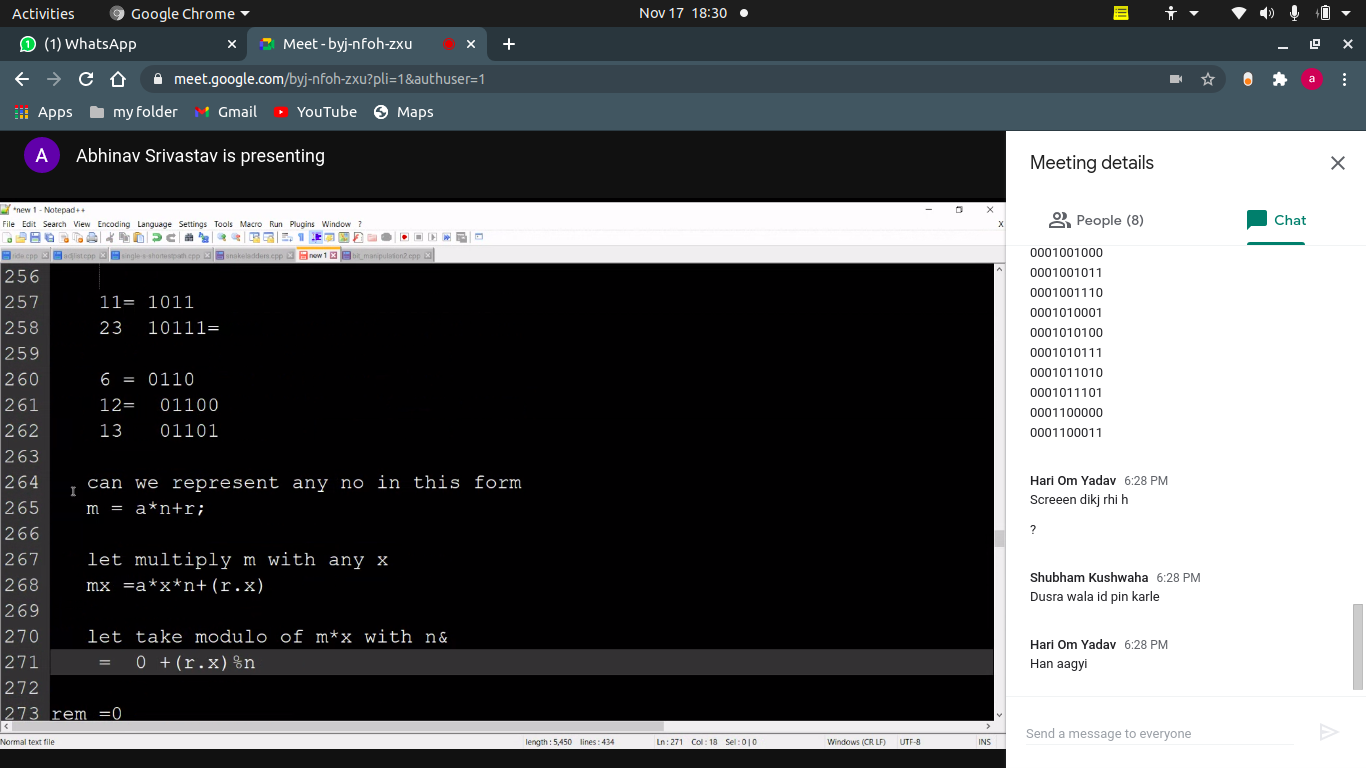 Activities Google Chrome Nov 17 18:30
(1) WhatsApp Meet - byj-nfoh-zxu
meet.google.com/byj-nfoh-zxu?pli=1&authuser=1 a
Apps my folder Gmail YouTube Maps
A Abhinav Srivastav is presenting
*new 1 - Notepad++
File Edit Search View Encoding Language Settings Tools Macro Run Plugins Window ? X
adjlist.cpp single-s-shortestpath.cpp snakeladders.cpp new 1 bit_manipulation2.cpp
256
257 11= 1011
258 23 10111=
259
260 6 = 0110
261 12= 01100
262 13 01101
263
264 can we represent any no in this form
265 m = a*n+r;
266
267 let multiply m with any x
268 mx =a*x*n+(r.x)
269
270 let take modulo of m*x with n&
271 = 0 +(r.x)%n
272
273 rem =0
Normal text file length : 5,450 lines : 434 Ln : 271 Col : 18 Sel : 0 | 0 Windows (CR LF) UTF-8 INS
Meeting details
People (8) Chat
0001001000
0001001011
0001001110
0001010001
0001010100
0001010111
0001011010
0001011101
0001100000
0001100011
Hari Om Yadav 6:28 PM
Screeen dikj rhi h
?
Shubham Kushwaha 6:28 PM
Dusra wala id pin karle
Hari Om Yadav 6:28 PM
Han aagyi
Send a message to everyone